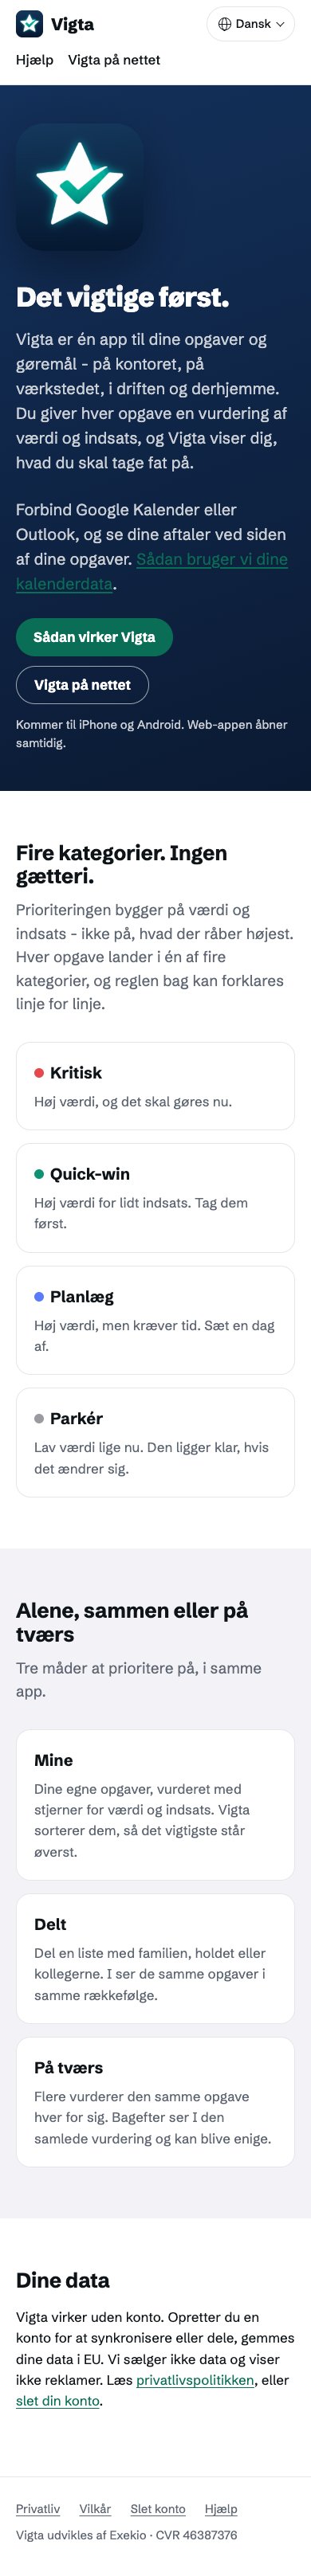 Vigta
Dansk
Hjælp Vigta på nettet
Det vigtige først.
Vigta er én app til dine opgaver og
gøremål - på kontoret, på
værkstedet, i driften og derhjemme.
Du giver hver opgave en vurdering af
værdi og indsats, og Vigta viser dig,
hvad du skal tage fat på.
Forbind Google Kalender eller
Outlook, og se dine aftaler ved siden
af dine opgaver. Sådan bruger vi dine
kalenderdata.
Sådan virker Vigta
Vigta på nettet
Kommer til iPhone og Android. Web-appen åbner
samtidig.
Fire kategorier. Ingen
gætteri.
Prioriteringen bygger på værdi og
indsats - ikke på, hvad der råber højest.
Hver opgave lander i én af fire
kategorier, og reglen bag kan forklares
linje for linje.
Kritisk
Høj værdi, og det skal gøres nu.
Quick-win
Høj værdi for lidt indsats. Tag dem
først.
Planlæg
Høj værdi, men kræver tid. Sæt en dag
af.
Parkér
Lav værdi lige nu. Den ligger klar, hvis
det ændrer sig.
Alene, sammen eller på
tværs
Tre måder at prioritere på, i samme
app.
Mine
Dine egne opgaver, vurderet med
stjerner for værdi og indsats. Vigta
sorterer dem, så det vigtigste står
øverst.
Delt
Del en liste med familien, holdet eller
kollegerne. I ser de samme opgaver i
samme rækkefølge.
På tværs
Flere vurderer den samme opgave
hver for sig. Bagefter ser I den
samlede vurdering og kan blive enige.
Dine data
Vigta virker uden konto. Opretter du en
konto for at synkronisere eller dele, gemmes
dine data i EU. Vi sælger ikke data og viser
ikke reklamer. Læs privatlivspolitikken, eller
slet din konto.
Privatliv Vilkår Slet konto Hjælp
Vigta udvikles af Exekio · CVR 46387376